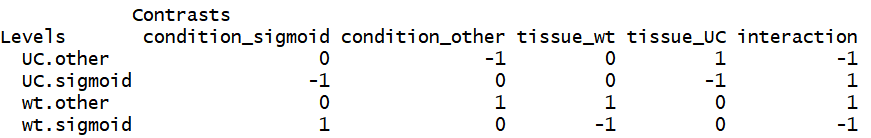 Contrasts
Levels condition_sigmoid condition_other tissue_wt tissue_UC interaction
UC.other 0 -1 0 1 -1
UC.sigmoid -1 0 0 -1 1
wt.other 0 1 1 0 1
wt.sigmoid 1 0 -1 0 -1